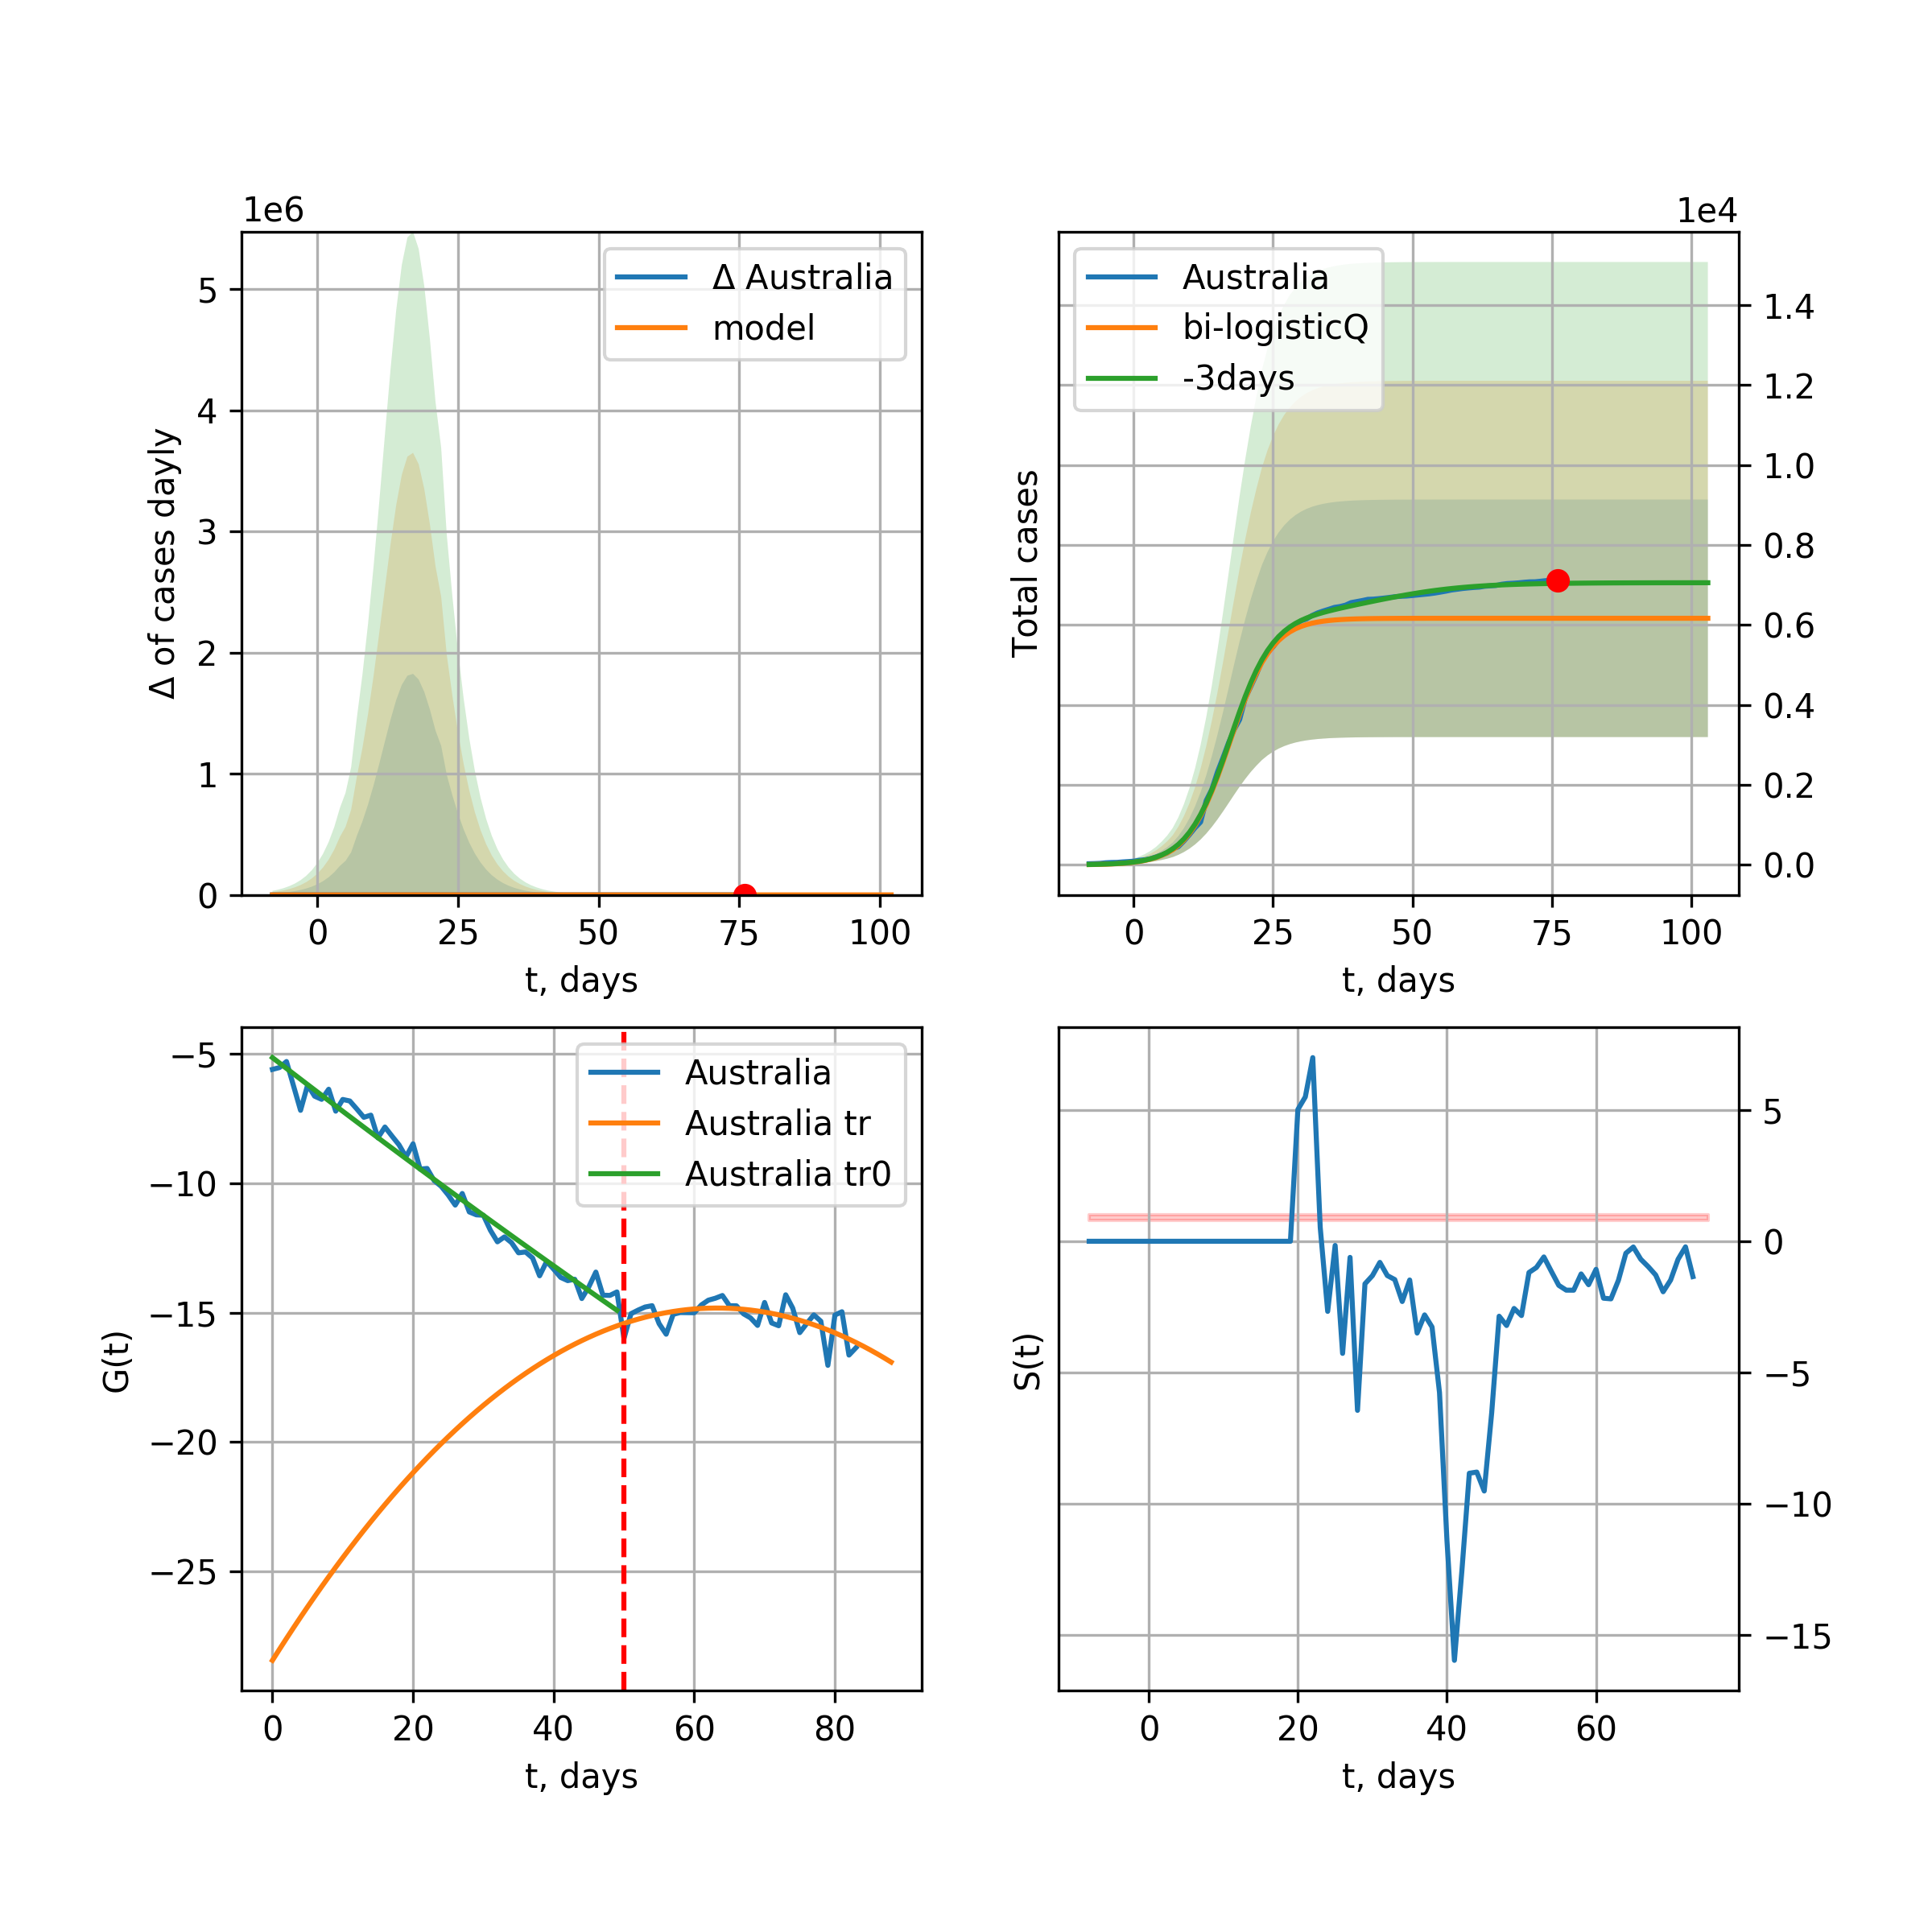 1e6
Δ of cases dayly
5
4
3
2
1
0
Δ Australia
model
0 25 50 75 100
t, days
1e4
Total cases
Australia
bi-logisticQ
-3days
1.4
1.2
1.0
0.8
0.6
0.4
0.2
0.0
0 25 50 75 100
t, days
G(t)
−5
−10
−15
−20
−25
Australia
Australia tr
Australia tr0
0 20 40 60 80
t, days
S(t)
5
0
−5
−10
−15
0 20 40 60
t, days